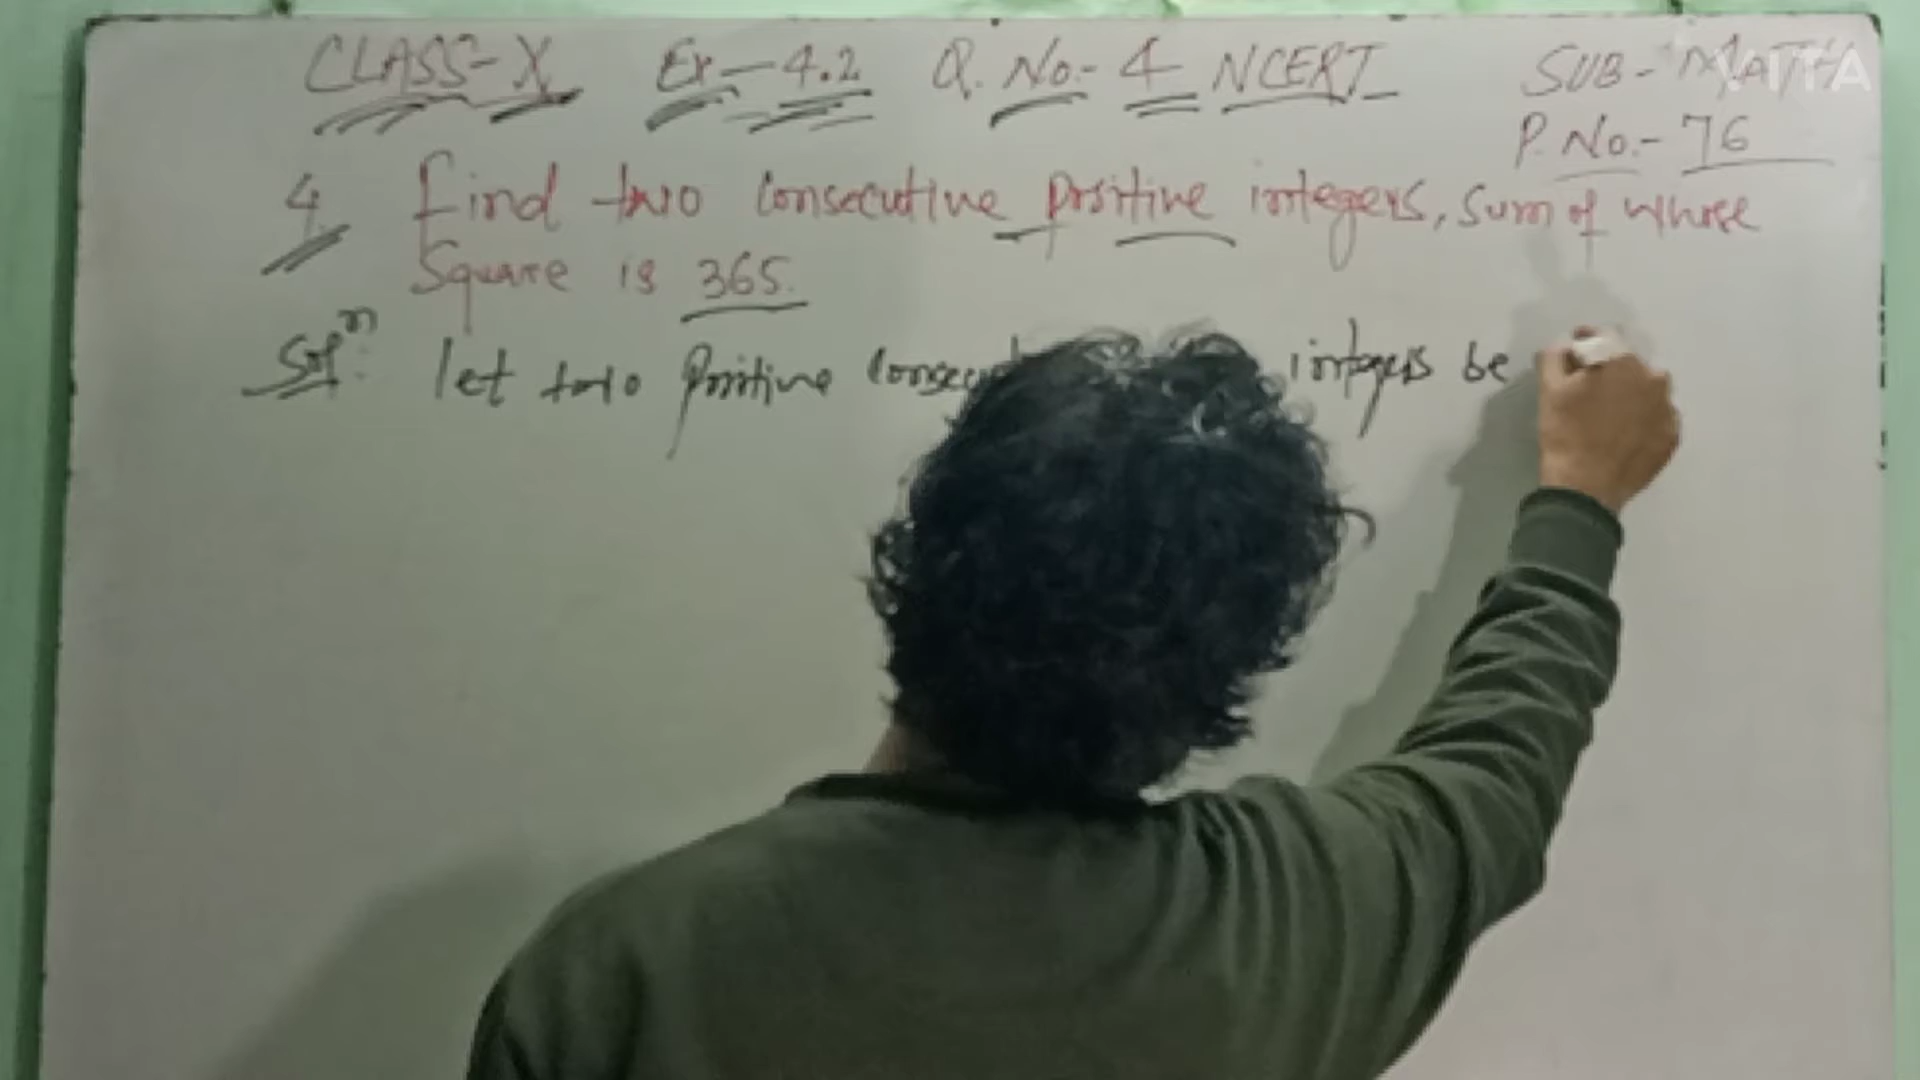 CLASS-X Ex-4.2 Q. No.- 4 NCERT SUB- MATH
P. No.- 76
4. Find two consecutive positive integers, sum of whose
Square is 365.
Solⁿ: let two Positive integers be